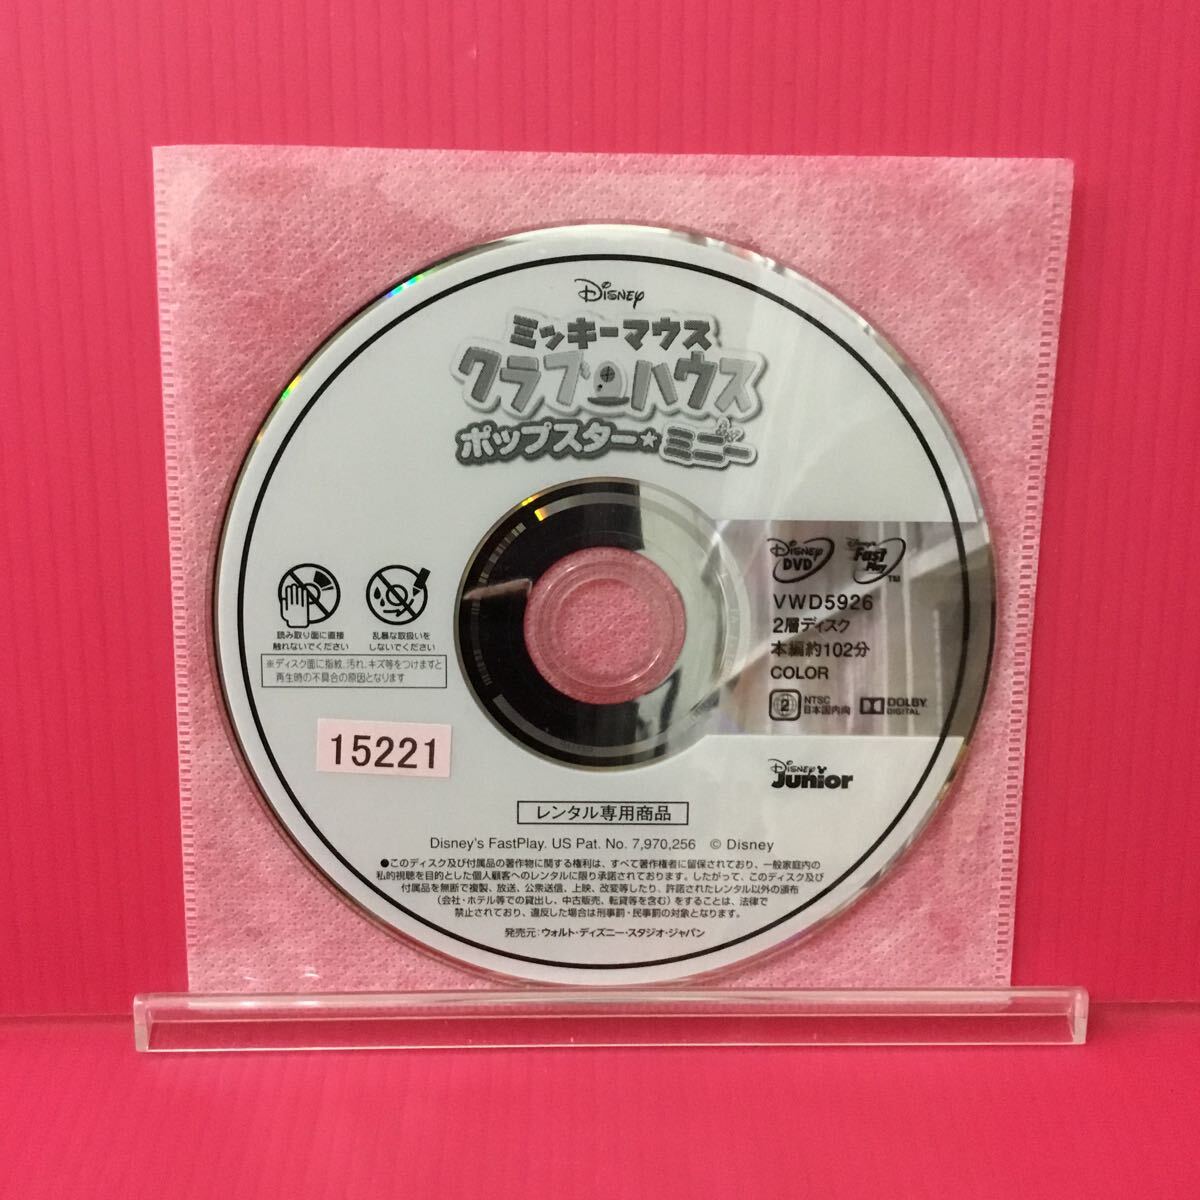 Disney
ミッキーマウス
クラブハウス
ポップスター★ミニー
Disney DVD
Disney's Fast Play TM
VWD5926
2層ディスク
本編約102分
COLOR
2 NTSC 日本国内向
DOLBY DIGITAL
読み取り面に直接
触れないでください
乱暴な取扱いを
しないでください
※ディスク面に指紋、汚れ、キズ等をつけますと
再生時の不具合の原因となります
15221
Disney Junior
レンタル専用商品
Disney's FastPlay. US Pat. No. 7,970,256 © Disney
●このディスク及び付属品の著作物に関する権利は、すべて著作権者に留保されており、一般家庭内の
私的視聴を目的とした個人顧客へのレンタルに限り承諾されております。したがって、このディスク及び
付属品を無断で複製、放送、公衆送信、上映、改変等したり、許諾されたレンタル以外の頒布
(会社・ホテル等での貸出し、中古販売、転貸等を含む)をすることは、法律で
禁止されており、違反した場合は刑事罰・民事罰の対象となります。
発売元：ウォルト・ディズニー・スタジオ・ジャパン